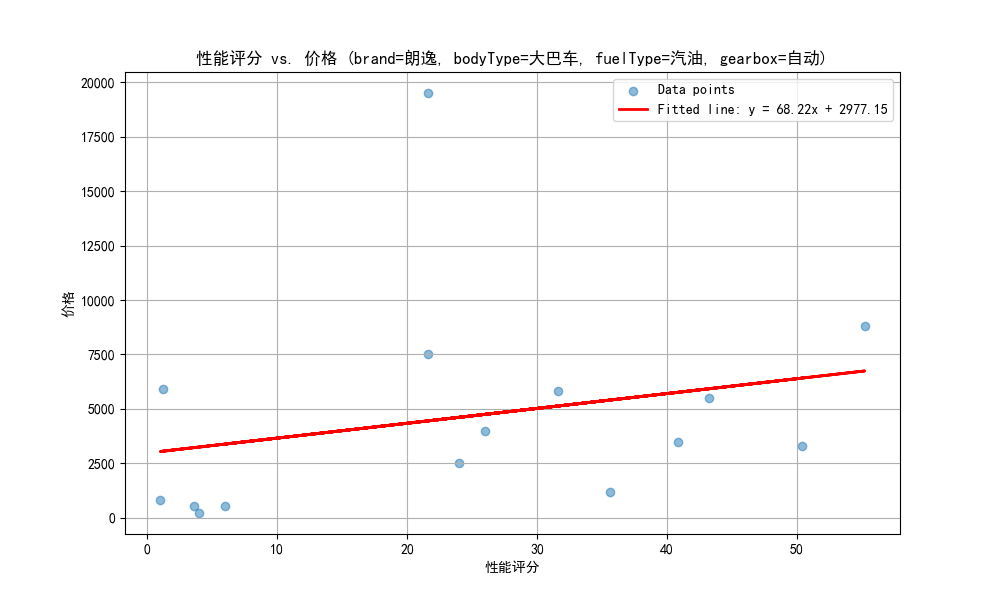 性能评分 vs. 价格 (brand=朗逸, bodyType=大巴车, fuelType=汽油, gearbox=自动)
Data points
Fitted line: y = 68.22x + 2977.15
20000
17500
15000
12500
10000
7500
5000
2500
0
价格
0 10 20 30 40 50
性能评分